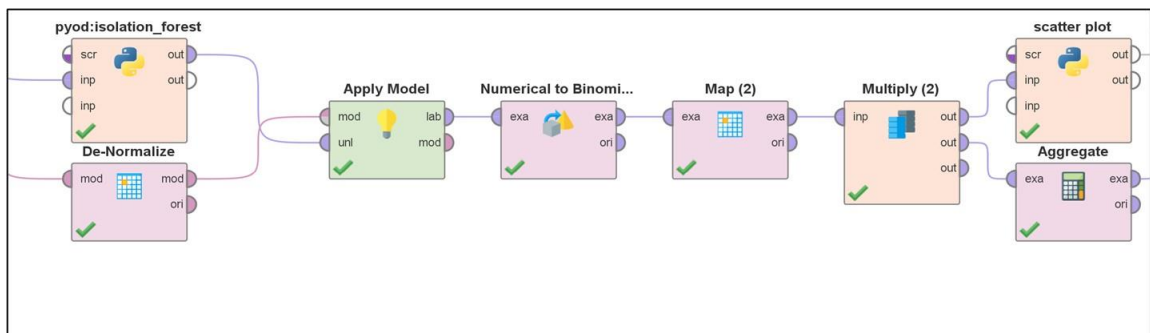 pyod:isolation_forest
scr out
inp out
inp
De-Normalize
mod mod
ori
Apply Model
mod lab
unl mod
Numerical to Binomi...
exa exa
ori
Map (2)
exa exa
ori
Multiply (2)
inp out
out
out
scatter plot
scr out
inp out
inp
Aggregate
exa exa
ori